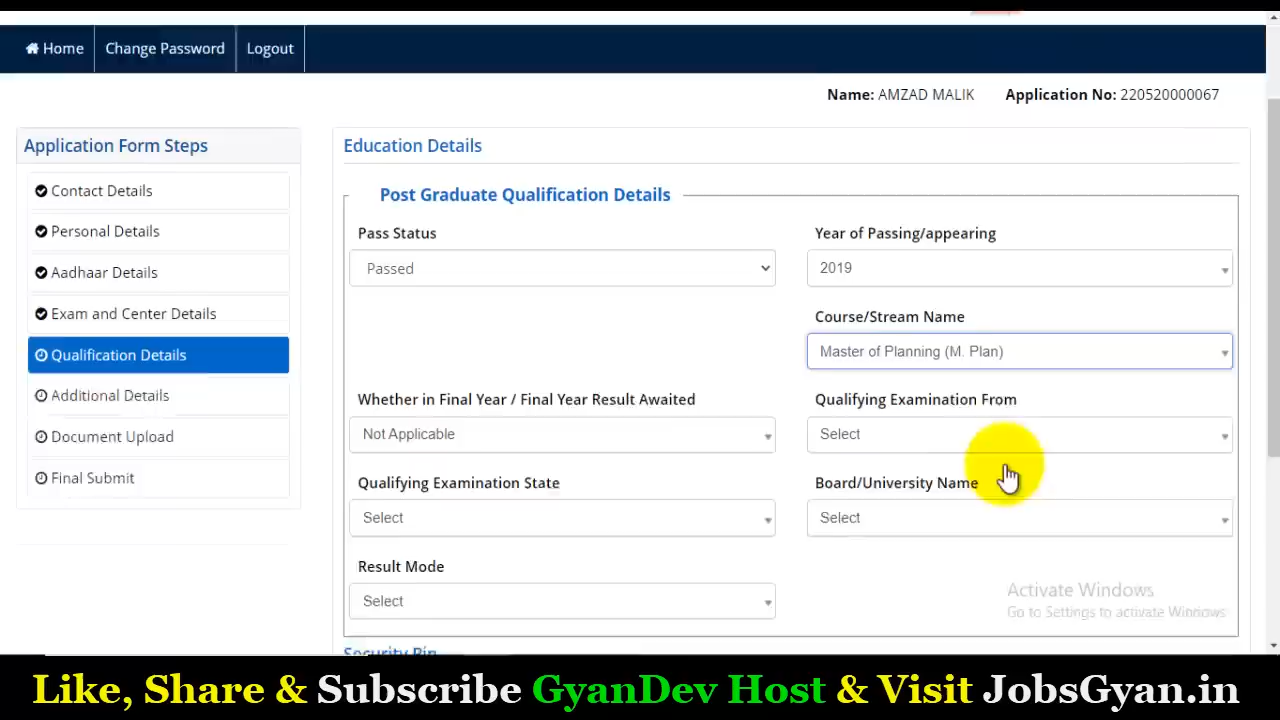 Home
Change Password
Logout
Name: AMZAD MALIK
Application No: 220520000067
Application Form Steps
Contact Details
Personal Details
Aadhaar Details
Exam and Center Details
Qualification Details
Additional Details
Document Upload
Final Submit
Education Details
Post Graduate Qualification Details
Pass Status
Year of Passing/appearing
Passed
2019
Course/Stream Name
Master of Planning (M. Plan)
Whether in Final Year / Final Year Result Awaited
Qualifying Examination From
Not Applicable
Select
Qualifying Examination State
Board/University Name
Select
Select
Result Mode
Select
Activate Windows
Go to Settings to activate Windows
Security Pin
Like, Share & Subscribe GyanDev Host & Visit JobsGyan.in